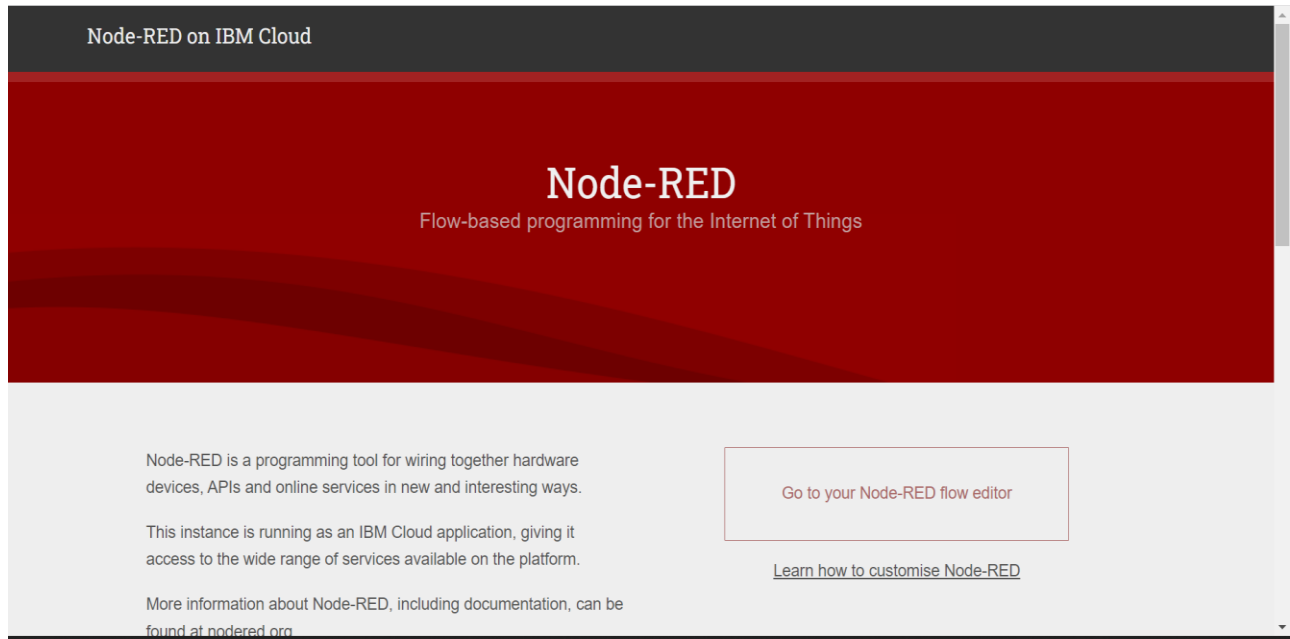 Node-RED on IBM Cloud
Node-RED
Flow-based programming for the Internet of Things
Node-RED is a programming tool for wiring together hardware
devices, APIs and online services in new and interesting ways.
This instance is running as an IBM Cloud application, giving it
access to the wide range of services available on the platform.
More information about Node-RED, including documentation, can be
found at nodered.org
Go to your Node-RED flow editor
Learn how to customise Node-RED